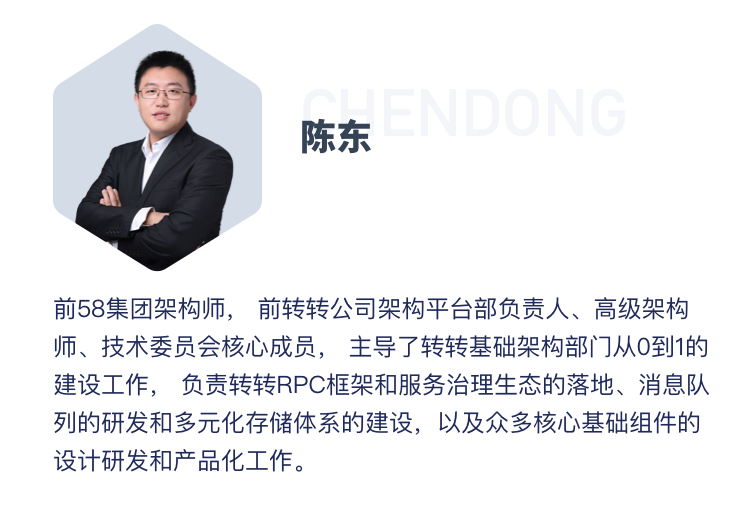 CHENDONG
陈东
前58集团架构师， 前转转公司架构平台部负责人、高级架构
师、技术委员会核心成员， 主导了转转基础架构部门从0到1的
建设工作， 负责转转RPC框架和服务治理生态的落地、消息队
列的研发和多元化存储体系的建设，以及众多核心基础组件的
设计研发和产品化工作。